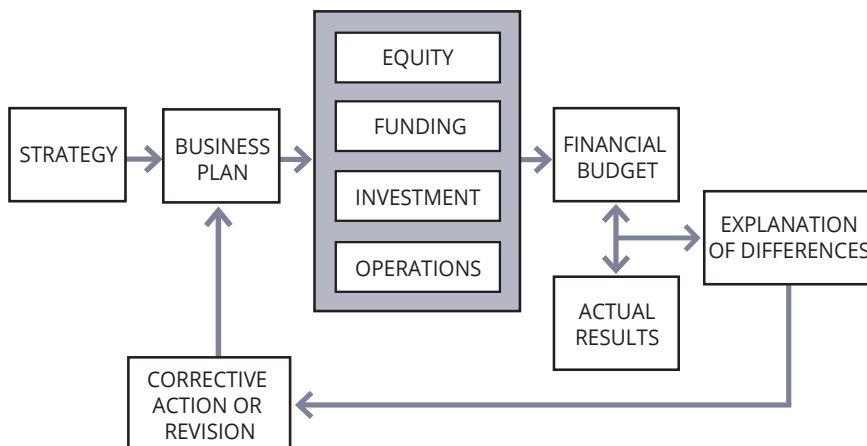 STRATEGY
BUSINESS
PLAN
EQUITY
FUNDING
INVESTMENT
OPERATIONS
FINANCIAL
BUDGET
ACTUAL
RESULTS
EXPLANATION
OF DIFFERENCES
CORRECTIVE
ACTION OR
REVISION